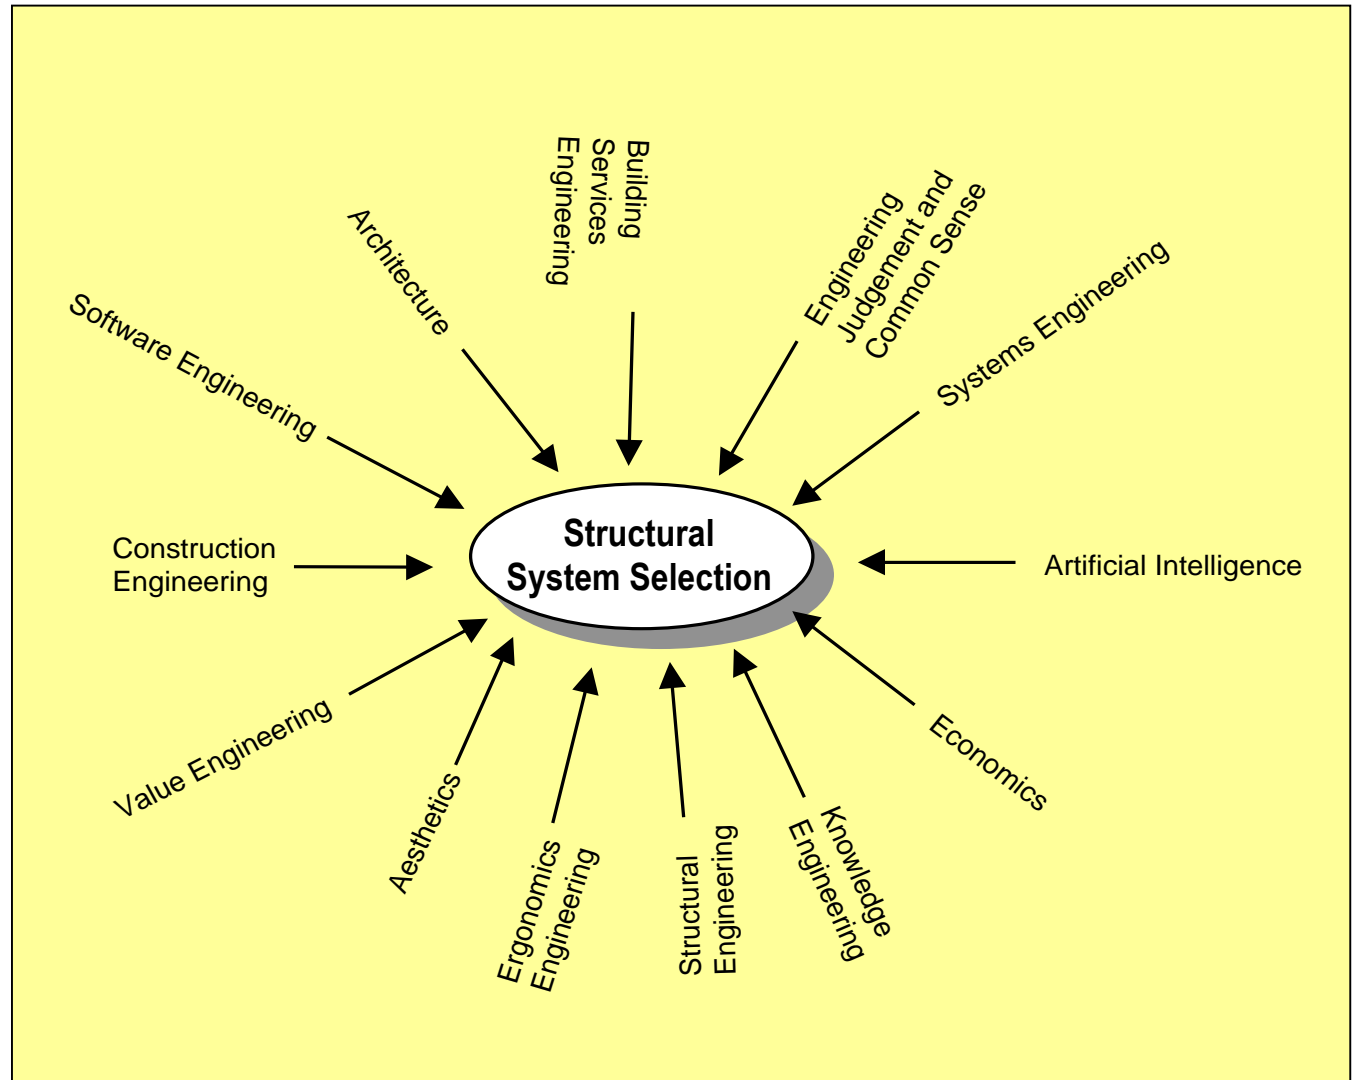 Building
Services
Engineering
Engineering
Judgement and
Common Sense
Architecture
Systems Engineering
Software Engineering
Structural
System Selection
Construction
Engineering
Artificial Intelligence
Value Engineering
Aesthetics
Ergonomics
Engineering
Structural
Engineering
Knowledge
Engineering
Economics